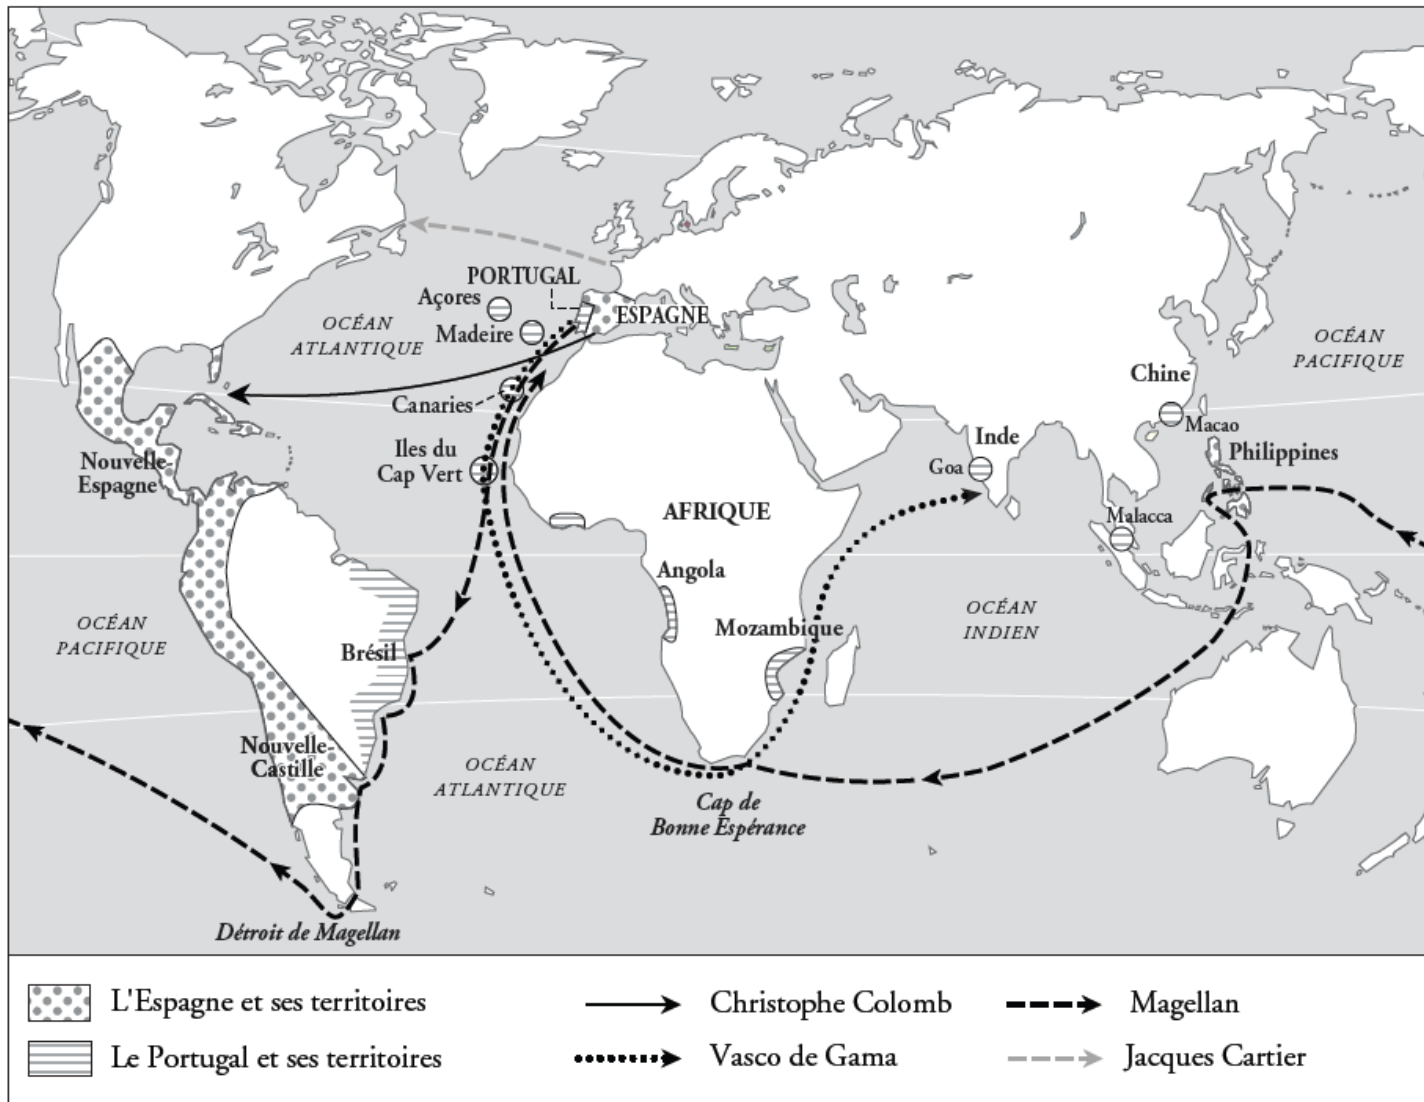 PORTUGAL
Açores
ESPAGNE
Madeire
OCÉAN
ATLANTIQUE
OCÉAN
PACIFIQUE
Chine
Canaries
Macao
Inde
Iles du
Cap Vert
Philippines
Nouvelle-
Espagne
Goa
AFRIQUE
Malacca
Angola
OCÉAN
PACIFIQUE
OCÉAN
INDIEN
Mozambique
Brésil
Nouvelle-
Castille
OCÉAN
ATLANTIQUE
Cap de
Bonne Espérance
Détroit de Magellan
L'Espagne et ses territoires
Christophe Colomb
Magellan
Le Portugal et ses territoires
Vasco de Gama
Jacques Cartier